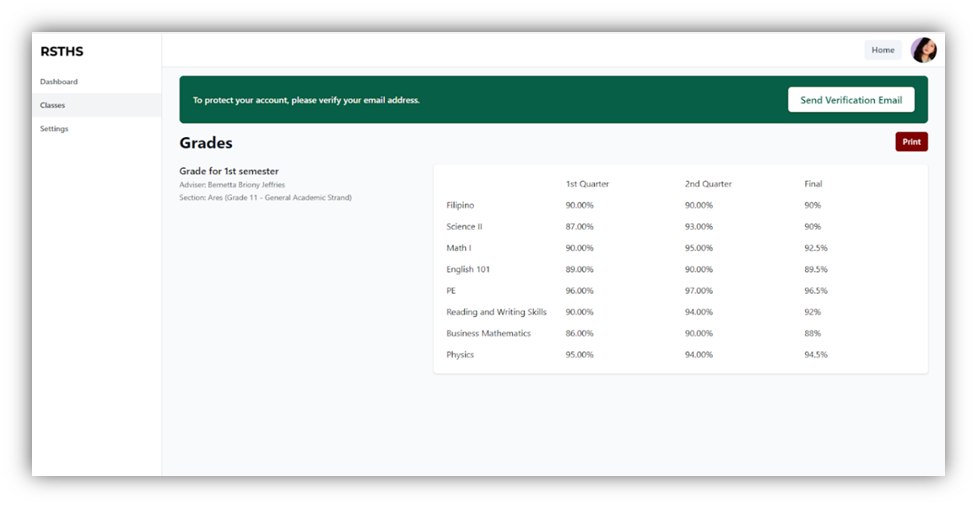 RSTHS
Home
Dashboard
Classes
Settings
To protect your account, please verify your email address.
Send Verification Email
Grades
Print
Grade for 1st semester
Adviser: Bernetta Briony Jeffries
Section: Ares (Grade 11 - General Academic Strand)
1st Quarter 2nd Quarter Final
Filipino 90.00% 90.00% 90%
Science II 87.00% 93.00% 90%
Math I 90.00% 95.00% 92.5%
English 101 89.00% 90.00% 89.5%
PE 96.00% 97.00% 96.5%
Reading and Writing Skills 90.00% 94.00% 92%
Business Mathematics 86.00% 90.00% 88%
Physics 95.00% 94.00% 94.5%